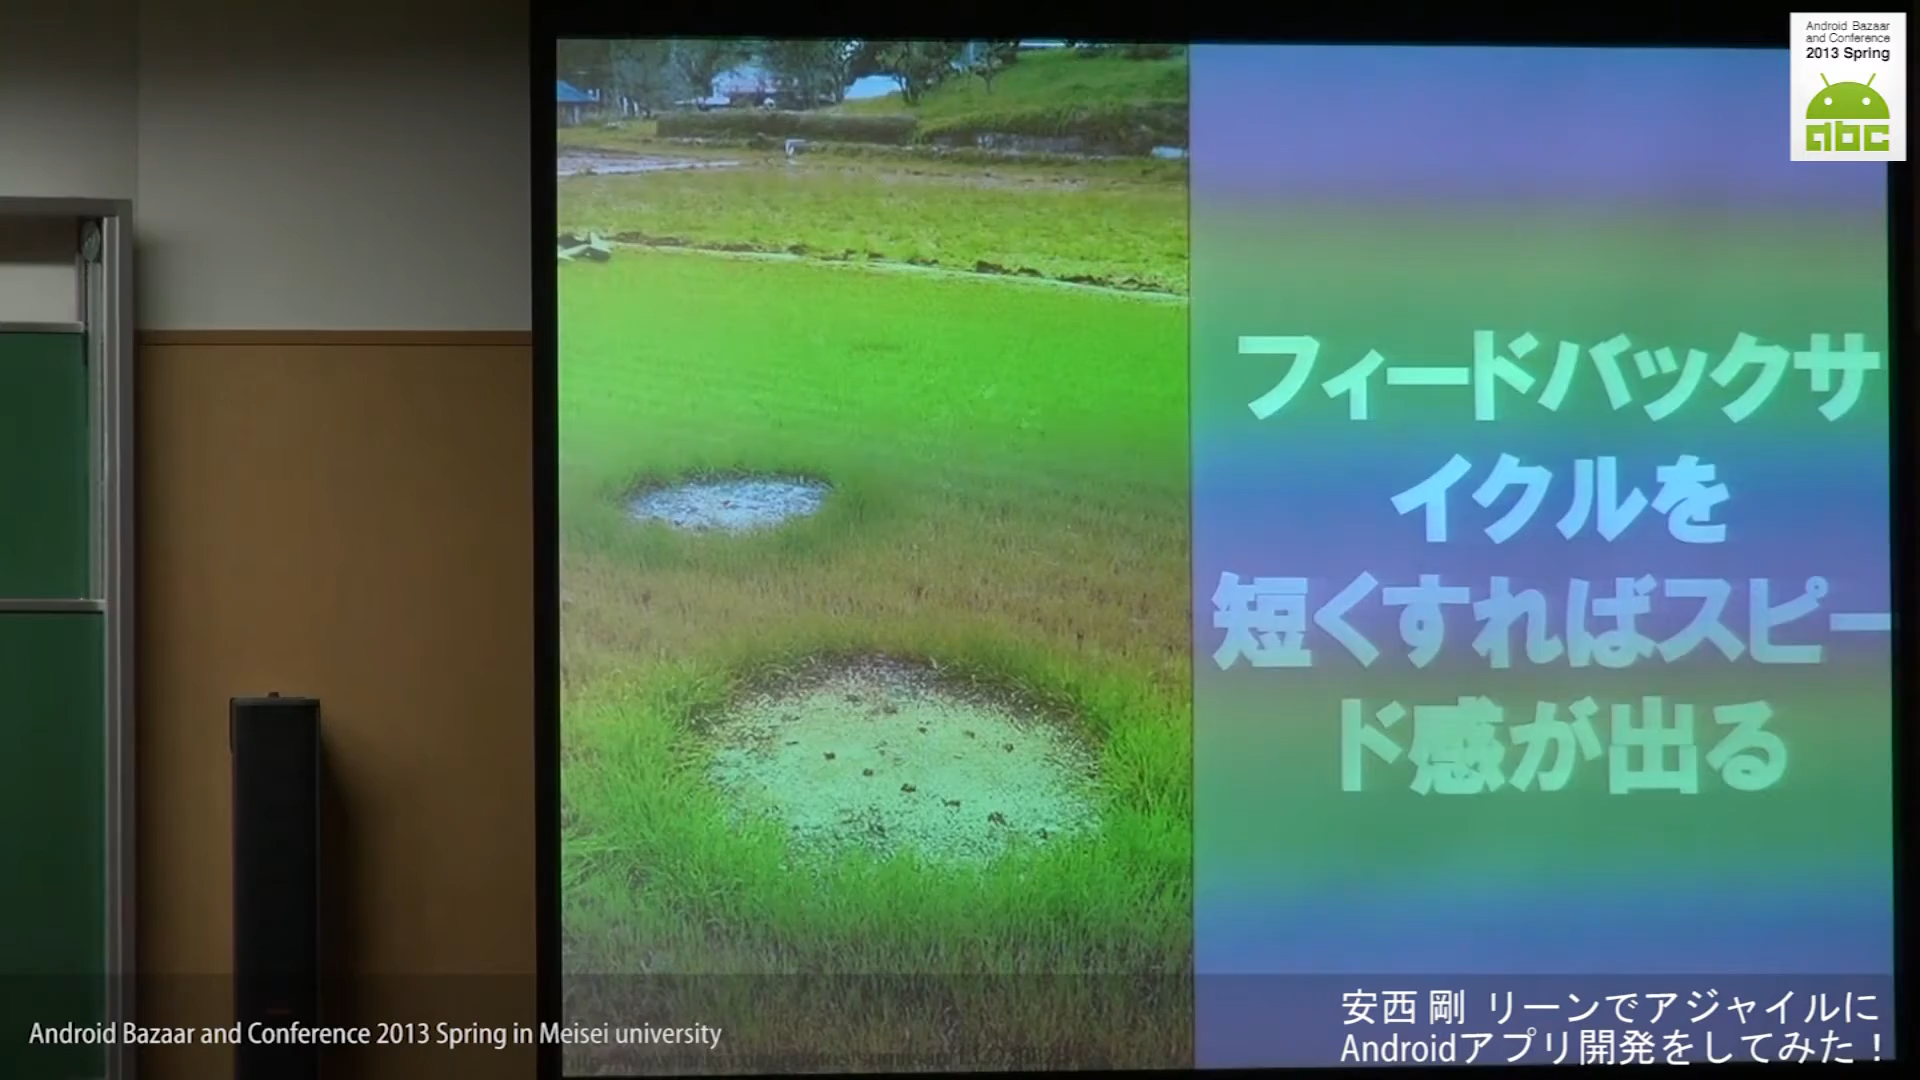 Android Bazaar
and Conference
2013 Spring
abc
フィードバックサ
イクルを
短くすればスピー
ド感が出る
安西 剛 リーンでアジャイルに
Androidアプリ開発をしてみた！
Android Bazaar and Conference 2013 Spring in Meisei university